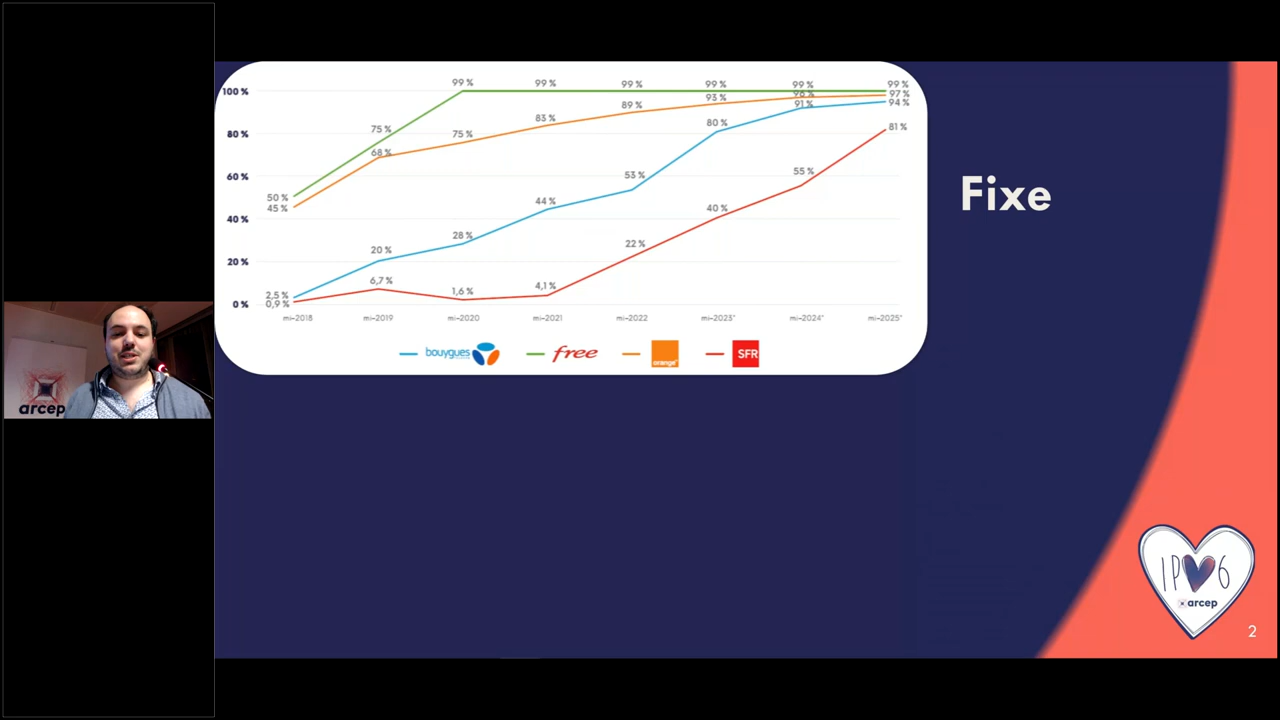 99 %
99 %
99 %
99 %
99 %
99 %
100 %
97 %
94 %
93 %
91 %
89 %
83 %
80 %
81 %
75 %
75 %
68 %
60 %
80 %
50 %
45 %
53 %
55 %
44 %
40 %
40 %
28 %
20 %
20 %
22 %
6,7 %
1,6 %
4,1 %
2,5 %
0,9 %
0 %
mi-2018
mi-2019
mi-2020
mi-2021
mi-2022
mi-2023*
mi-2024*
mi-2025*
bouygues
free
orange
SFR
Fixe
arcep
IPV6
arcep
2